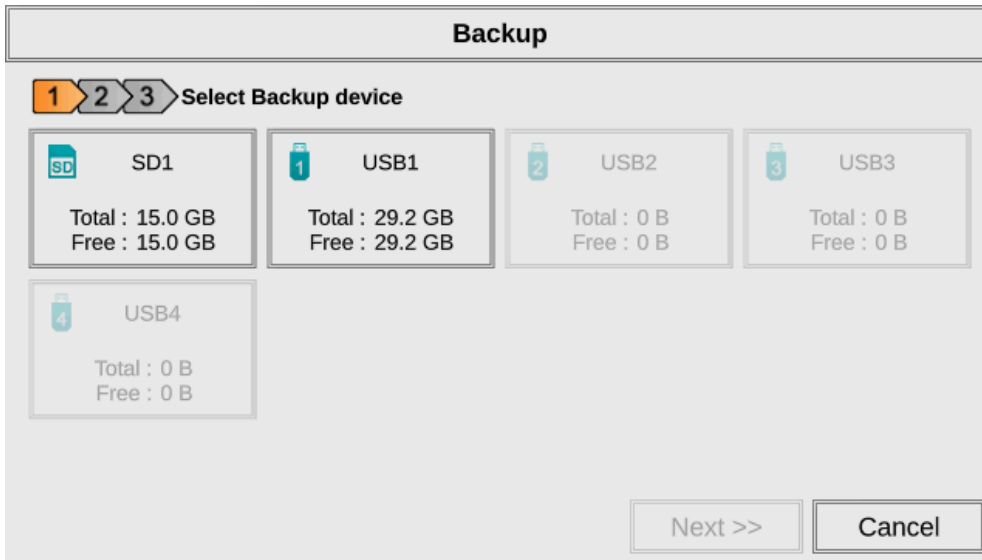 Backup
1 2 3 Select Backup device
SD SD1
Total : 15.0 GB
Free : 15.0 GB
1 USB1
Total : 29.2 GB
Free : 29.2 GB
2 USB2
Total : 0 B
Free : 0 B
3 USB3
Total : 0 B
Free : 0 B
4 USB4
Total : 0 B
Free : 0 B
Next >>
Cancel